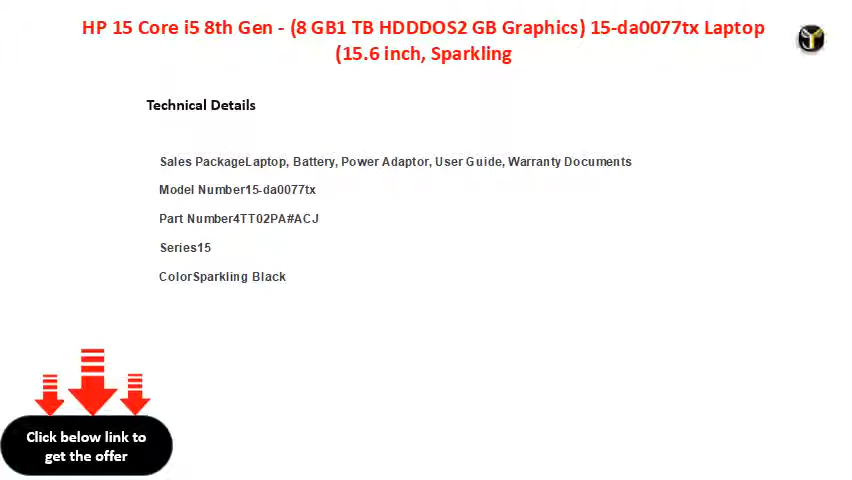 HP 15 Core i5 8th Gen - (8 GB1 TB HDDDOS2 GB Graphics) 15-da0077tx Laptop
(15.6 inch, Sparkling
Technical Details
Sales PackageLaptop, Battery, Power Adaptor, User Guide, Warranty Documents
Model Number15-da0077tx
Part Number4TT02PA#ACJ
Series15
ColorSparkling Black
Click below link to
get the offer